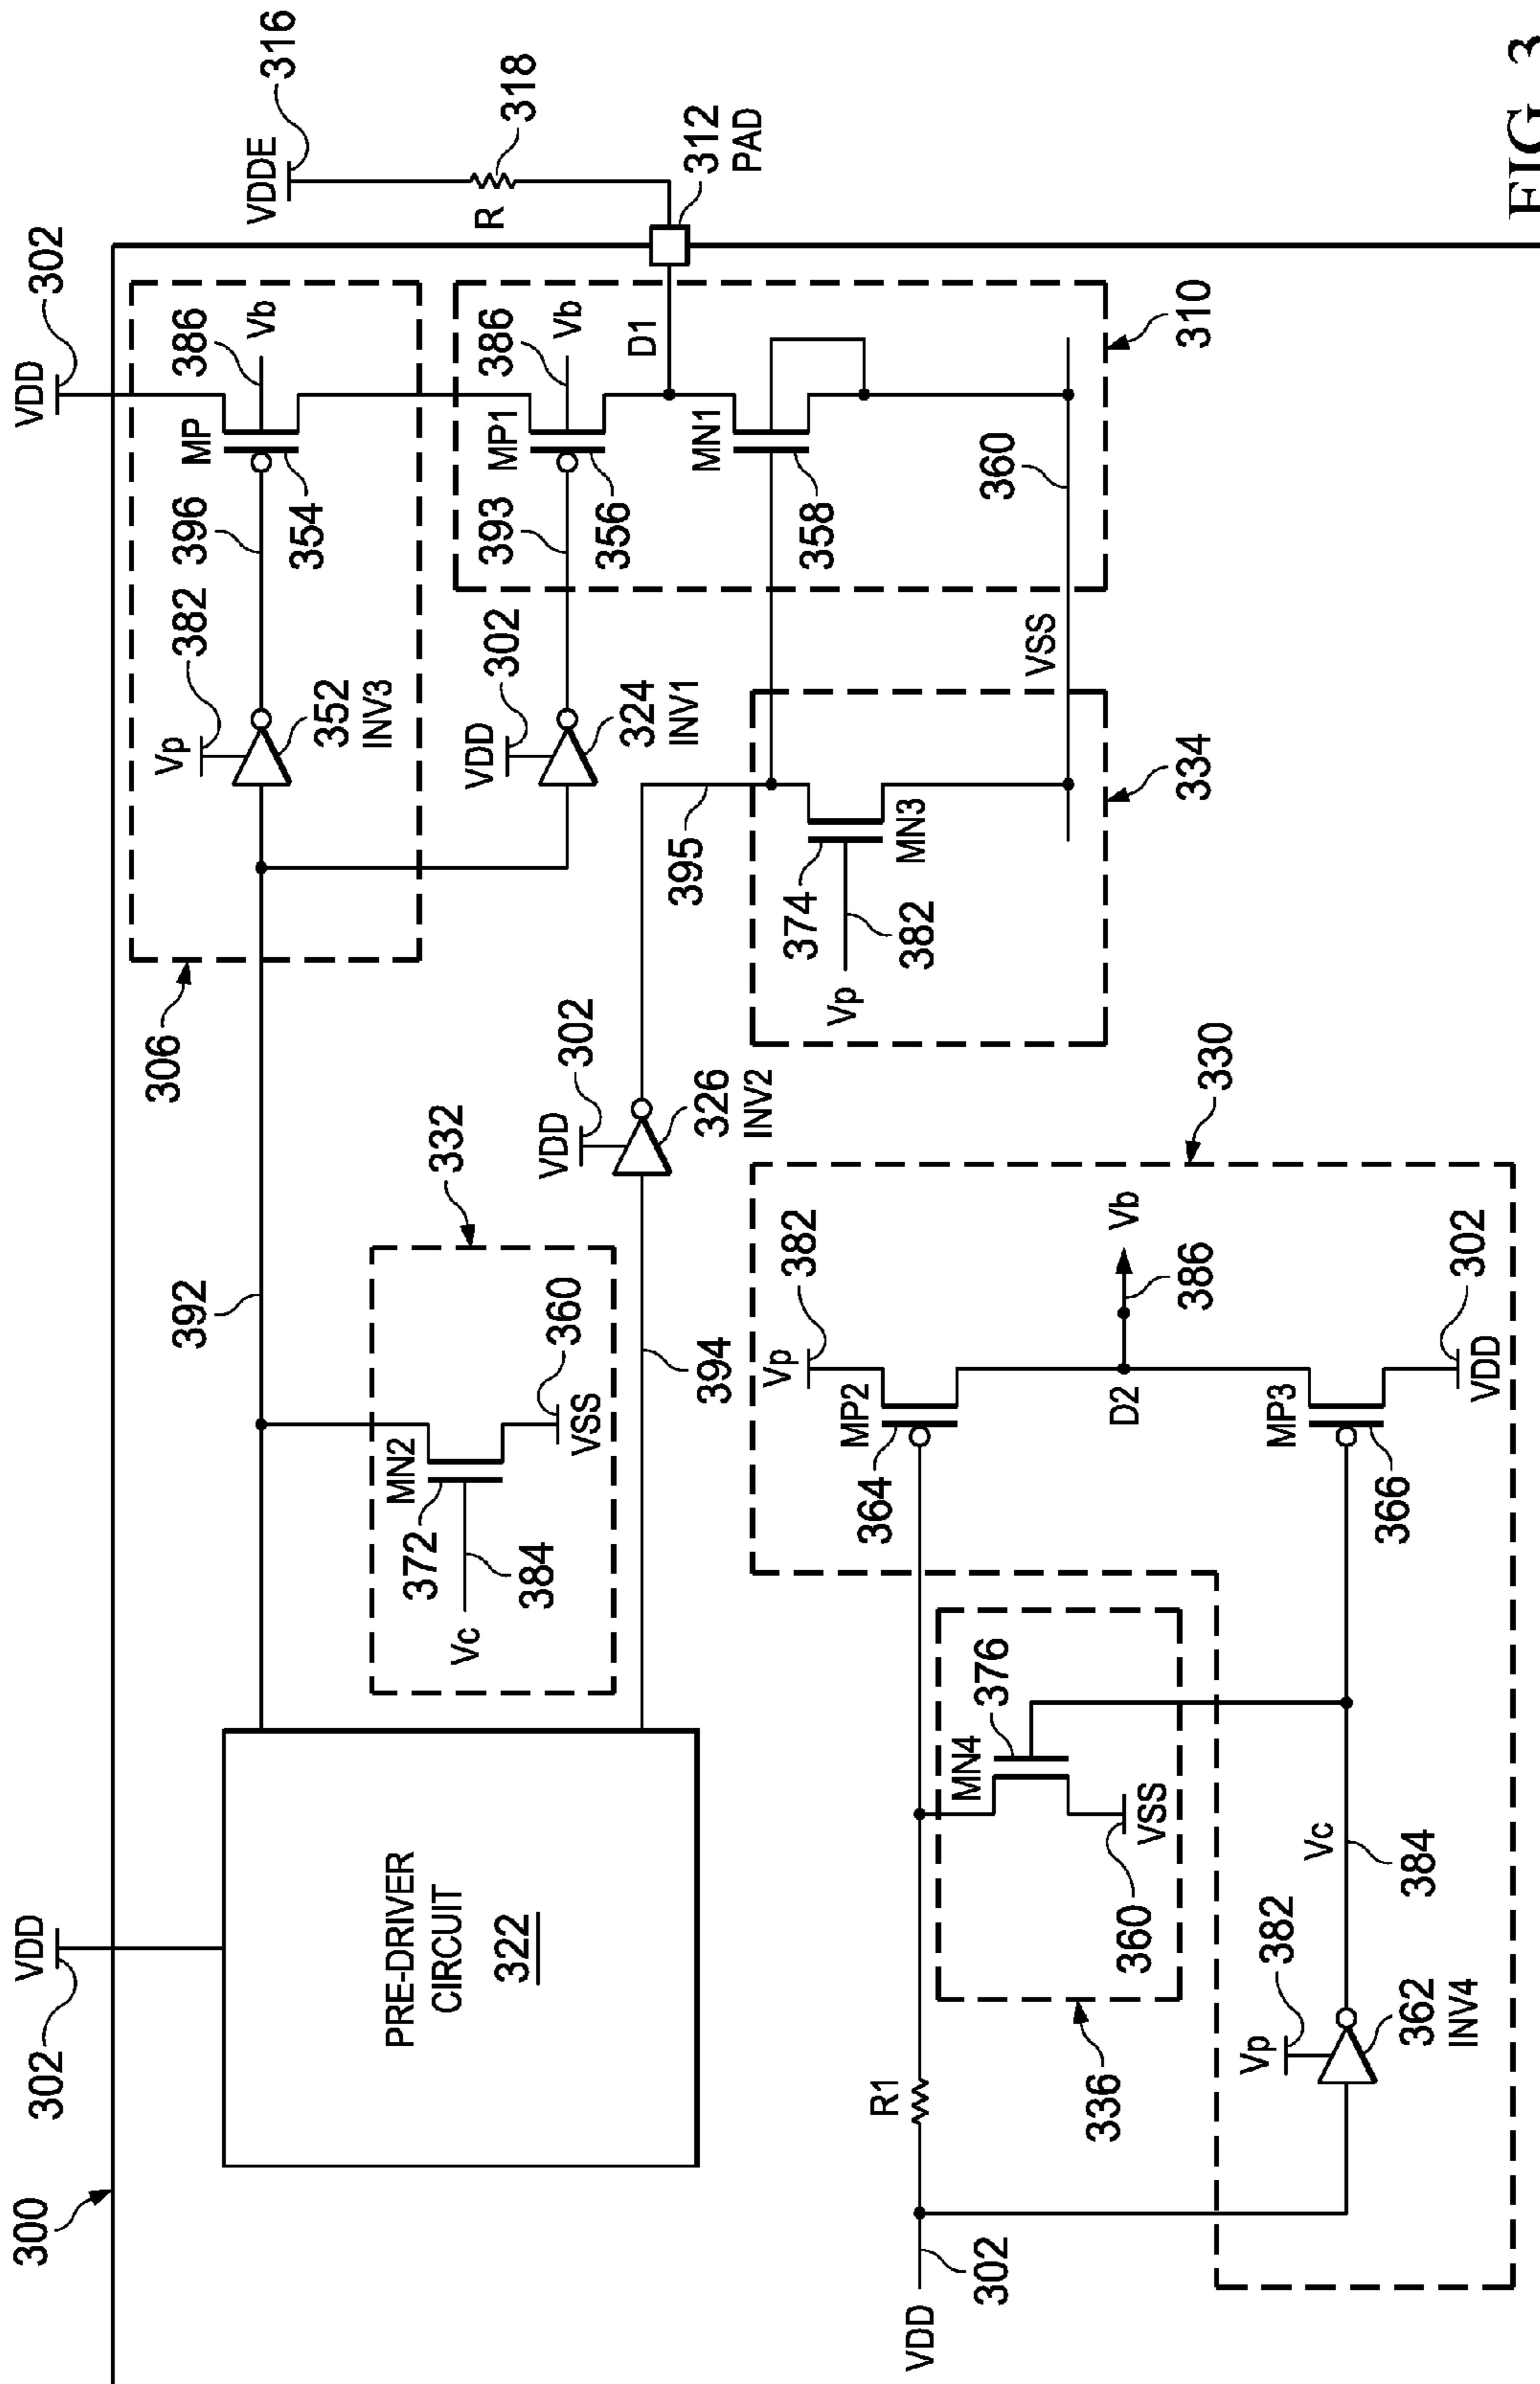 VDD
302
VDDE
316
MP
386
Vb
R
318
396
354
382
Vp
352
INV3
306
MP1
386
Vb
D1
312
PAD
393
356
VDD
302
324
INV1
MN1
358
310
360
VSS
395
374
MN3
382
Vp
334
392
332
VDD
302
326
INV2
394
MN2
372
384
Vc
360
VSS
VDD
302
300
PRE-DRIVER
CIRCUIT
322
330
Vp
382
MP2
364
D2
386
Vb
MP3
366
302
VDD
MN4
376
360
VSS
336
R1
VDD
302
Vc
384
Vp
382
362
INV4
FIG. 3